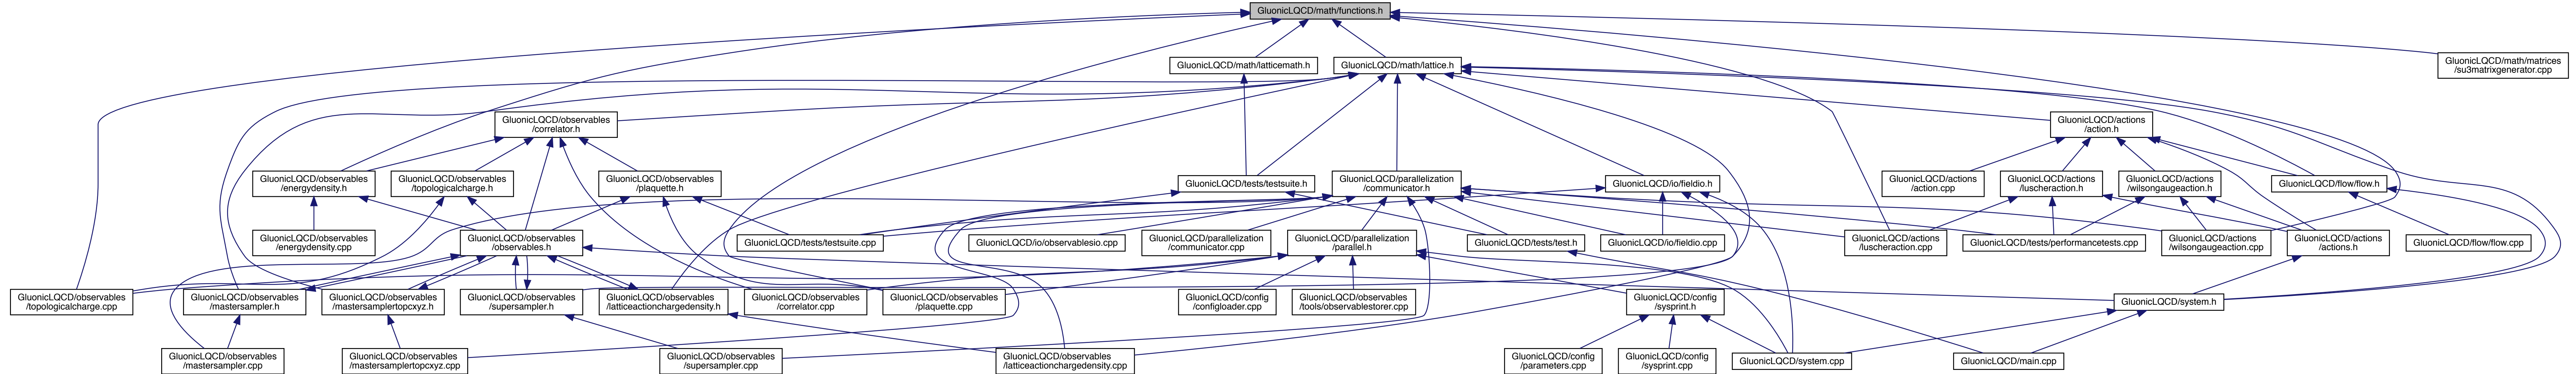 GluonicLQCD/math/functions.h
GluonicLQCD/math/latticemath.h
GluonicLQCD/math/lattice.h
GluonicLQCD/math/matrices
/su3matrixgenerator.cpp
GluonicLQCD/observables
/correlator.h
GluonicLQCD/actions
/action.h
GluonicLQCD/observables
/energydensity.h
GluonicLQCD/observables
/topologicalcharge.h
GluonicLQCD/observables
/plaquette.h
GluonicLQCD/tests/testsuite.h
GluonicLQCD/parallelization
/communicator.h
GluonicLQCD/io/fieldio.h
GluonicLQCD/actions
/action.cpp
GluonicLQCD/actions
/luscheraction.h
GluonicLQCD/actions
/wilsongaugeaction.h
GluonicLQCD/flow/flow.h
GluonicLQCD/observables
/energydensity.cpp
GluonicLQCD/observables
/observables.h
GluonicLQCD/tests/testsuite.cpp
GluonicLQCD/io/observablesio.cpp
GluonicLQCD/parallelization
/communicator.cpp
GluonicLQCD/parallelization
/parallel.h
GluonicLQCD/tests/test.h
GluonicLQCD/io/fieldio.cpp
GluonicLQCD/actions
/luscheraction.cpp
GluonicLQCD/tests/performancetests.cpp
GluonicLQCD/actions
/wilsongaugeaction.cpp
GluonicLQCD/actions
/actions.h
GluonicLQCD/flow/flow.cpp
GluonicLQCD/observables
/topologicalcharge.cpp
GluonicLQCD/observables
/mastersampler.h
GluonicLQCD/observables
/mastersamplertopcxyz.h
GluonicLQCD/observables
/supersampler.h
GluonicLQCD/observables
/latticeactionchargedensity.h
GluonicLQCD/observables
/correlator.cpp
GluonicLQCD/observables
/plaquette.cpp
GluonicLQCD/config
/configloader.cpp
GluonicLQCD/observables
/tools/observablestorer.cpp
GluonicLQCD/config
/sysprint.h
GluonicLQCD/system.h
GluonicLQCD/observables
/mastersampler.cpp
GluonicLQCD/observables
/mastersamplertopcxyz.cpp
GluonicLQCD/observables
/supersampler.cpp
GluonicLQCD/observables
/latticeactionchargedensity.cpp
GluonicLQCD/config
/parameters.cpp
GluonicLQCD/config
/sysprint.cpp
GluonicLQCD/system.cpp
GluonicLQCD/main.cpp